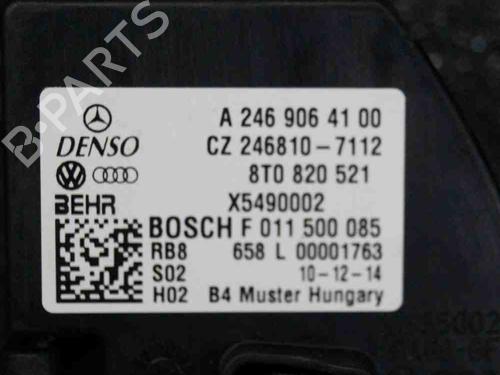 B-PARTS
A 246 906 41 00
DENSO CZ 246810-7112
8T0 820 521
BEHR X5490002
BOSCH F 011 500 085
RB8 658 L 00001763
S02 10-12-14
H02 B4 Muster Hungary